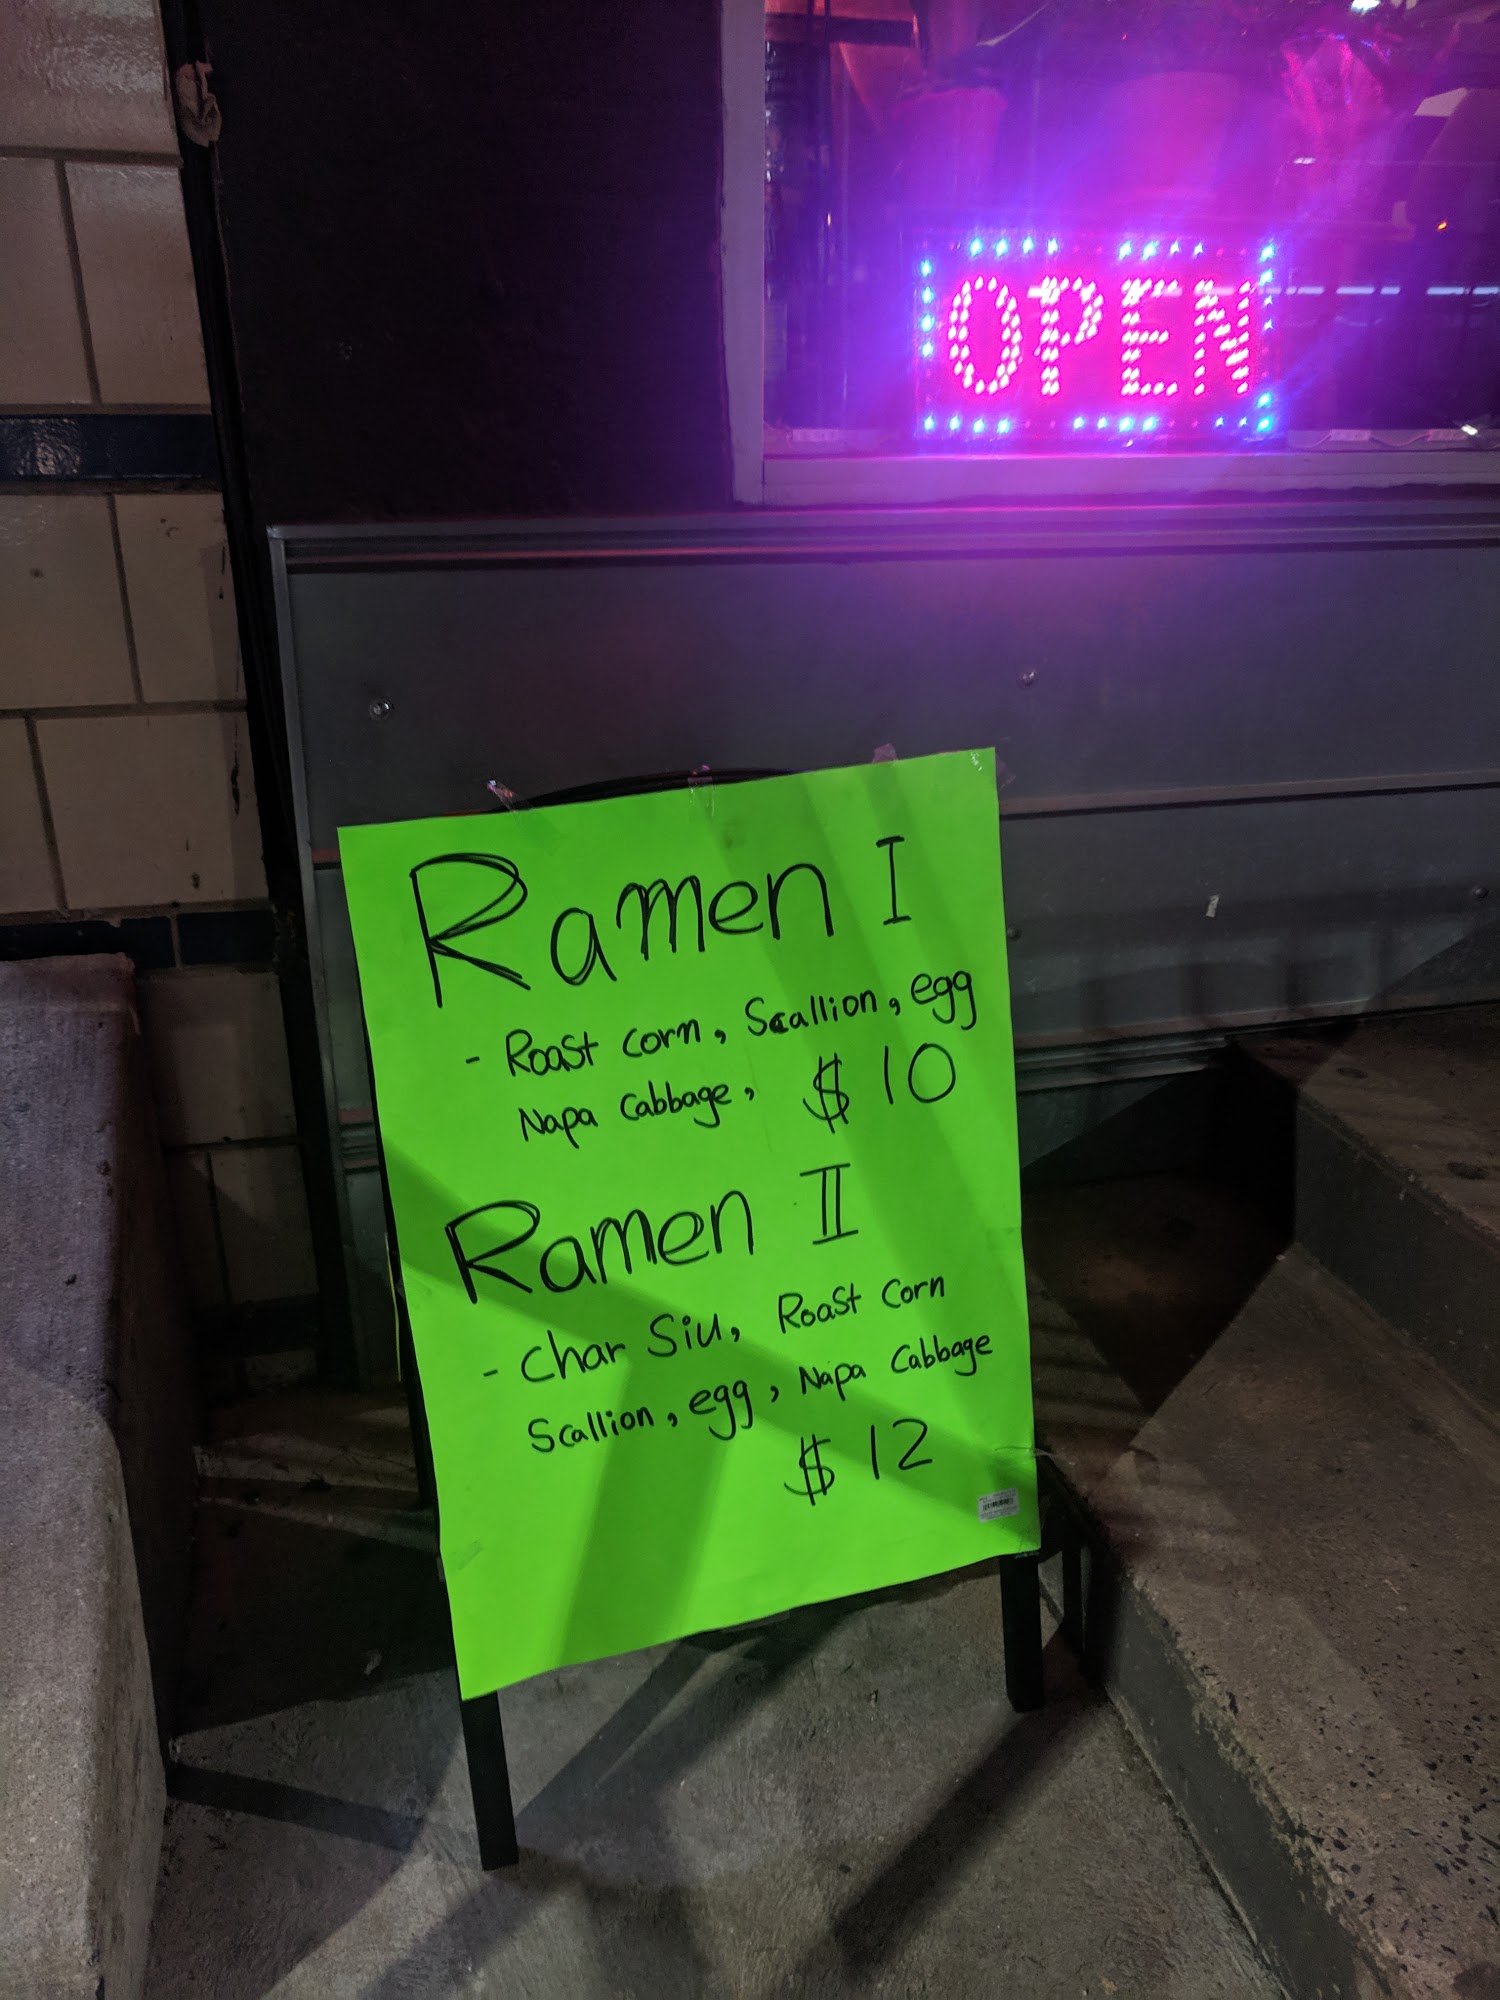 OPEN
Ramen I
- Roast corn, Scallion, egg
Napa Cabbage, $10
Ramen II
- Char Siu, Roast Corn
Scallion, egg, Napa Cabbage
$12